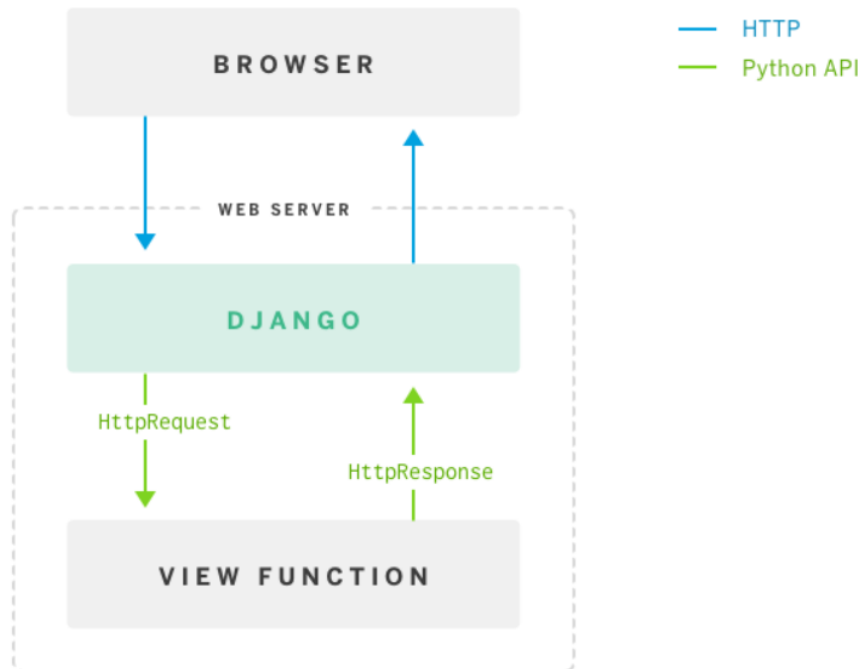 BROWSER
HTTP
Python API
WEB SERVER
DJANGO
HttpRequest
HttpResponse
VIEW FUNCTION